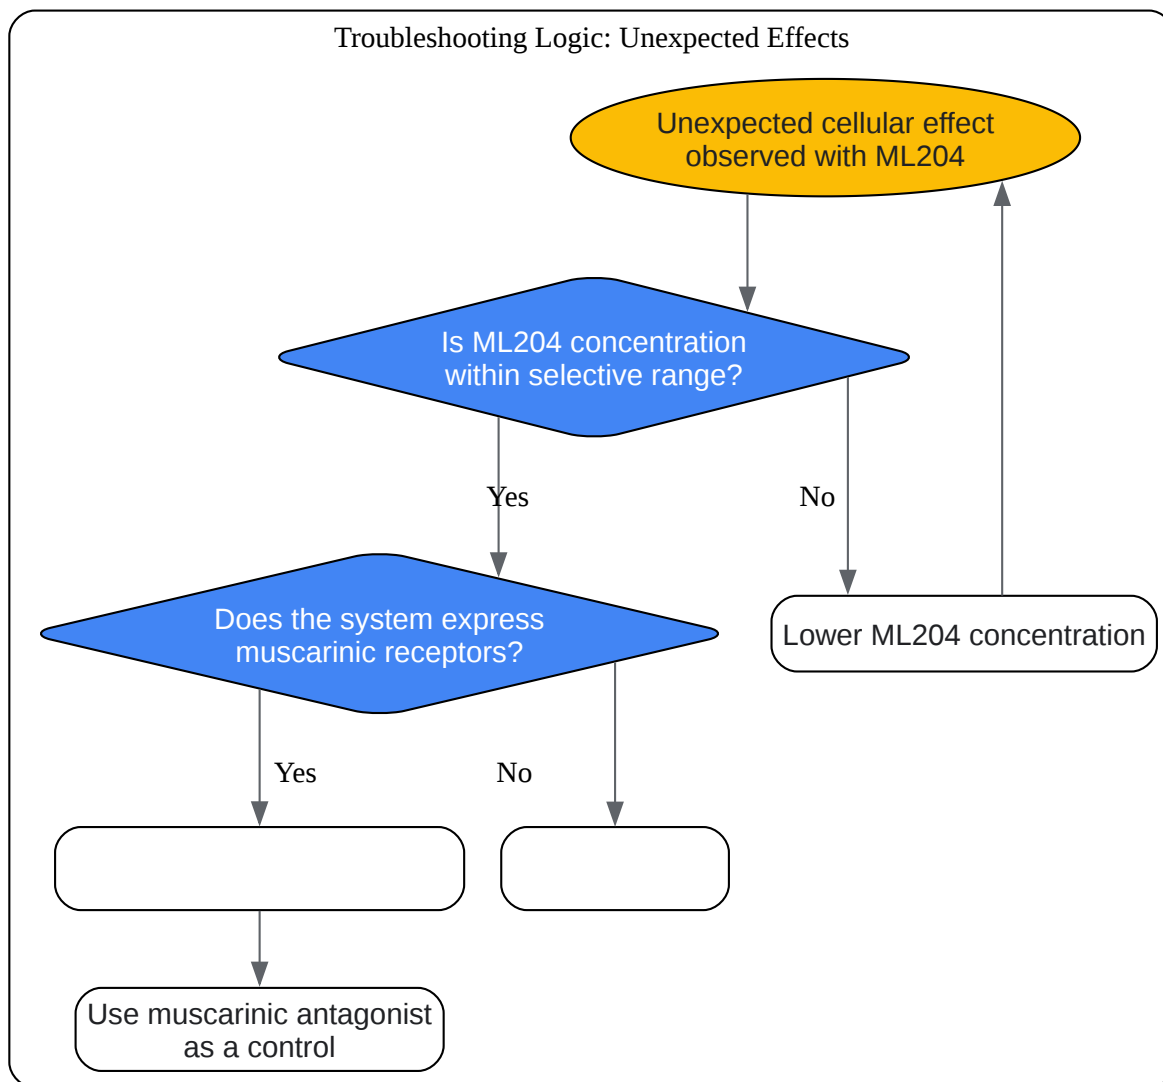 Troubleshooting Logic: Unexpected Effects
Unexpected cellular effect
observed with ML204
Is ML204 concentration
within selective range?
Yes
No
Does the system express
muscarinic receptors?
Lower ML204 concentration
Yes
No
Use muscarinic antagonist
as a control